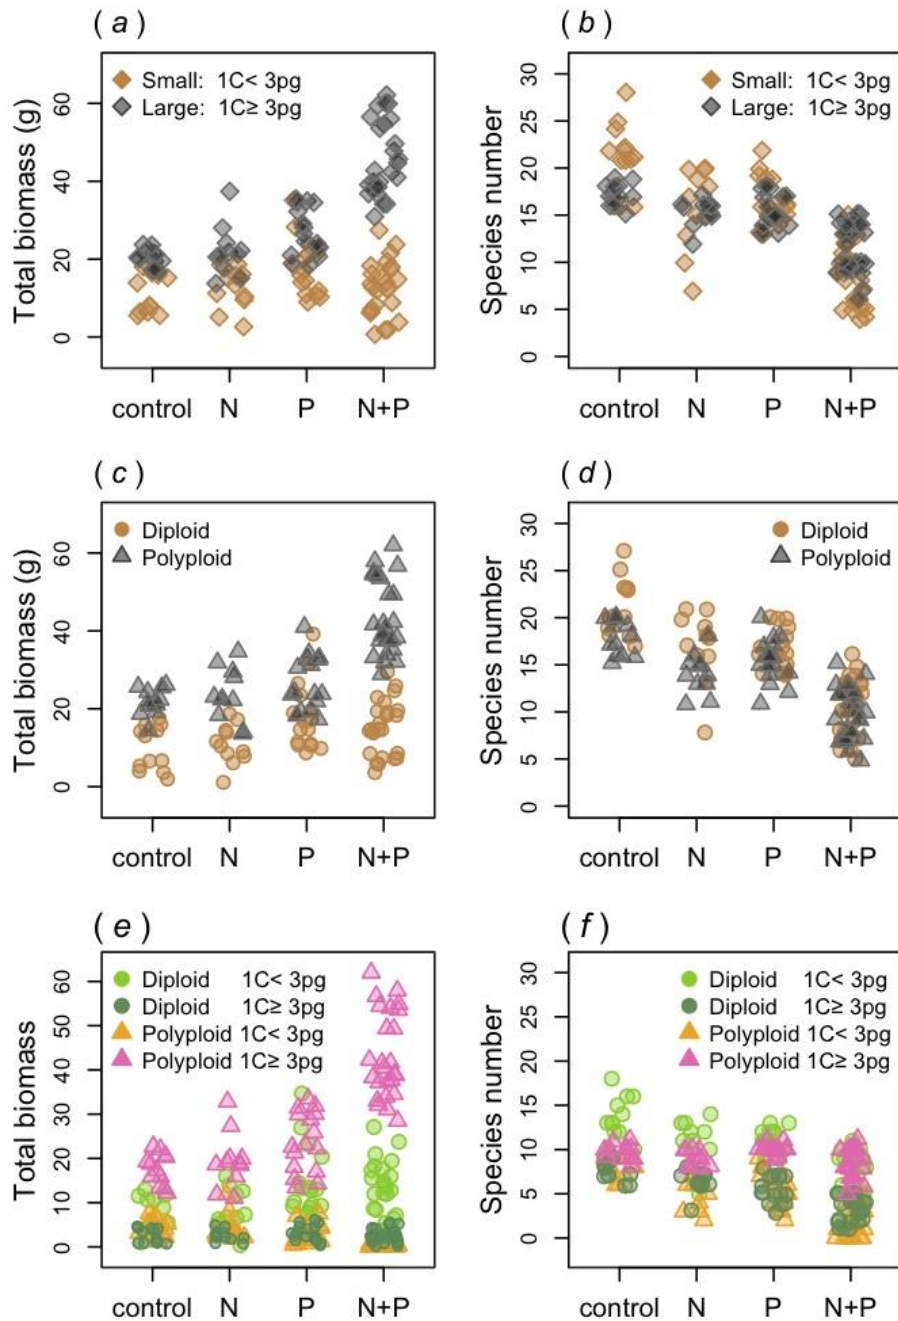 ( a )
Total biomass (g)
60
40
20
0
Small: 1C< 3pg
Large: 1C≥ 3pg
control N P N+P
( b )
Species number
30
25
20
15
10
5
0
Small: 1C< 3pg
Large: 1C≥ 3pg
control N P N+P
( c )
Total biomass (g)
60
40
20
0
Diploid
Polyploid
control N P N+P
( d )
Species number
30
25
20
15
10
5
0
Diploid
Polyploid
control N P N+P
( e )
Total biomass
60
50
40
30
20
10
0
Diploid 1C< 3pg
Diploid 1C≥ 3pg
Polyploid 1C< 3pg
Polyploid 1C≥ 3pg
control N P N+P
( f )
Species number
30
25
20
15
10
5
0
Diploid 1C< 3pg
Diploid 1C≥ 3pg
Polyploid 1C< 3pg
Polyploid 1C≥ 3pg
control N P N+P